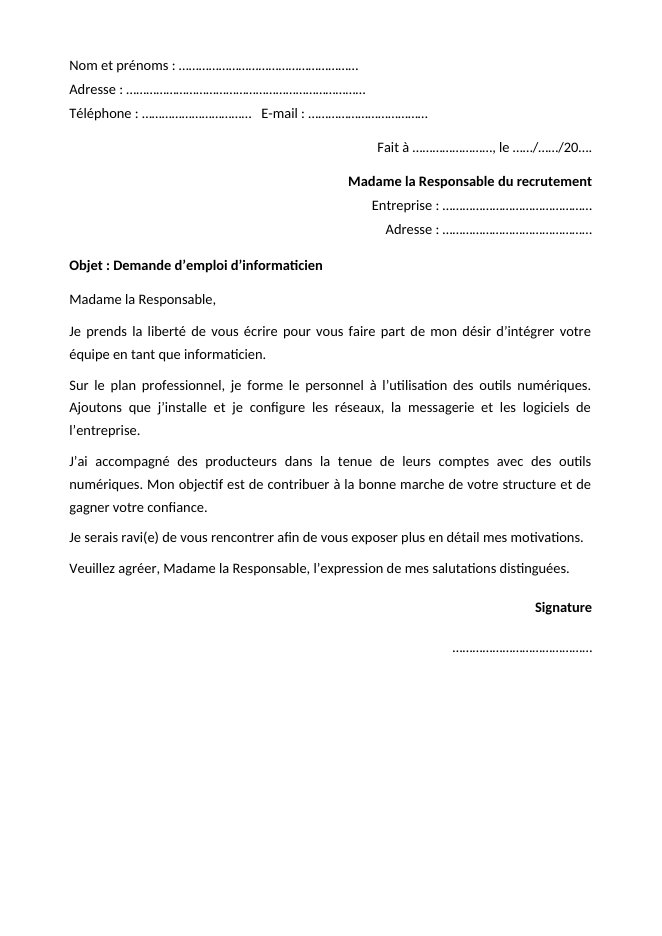 Nom et prénoms : ……………………………………………….
Adresse : ……………………………………………………………….
Téléphone : …………………………… E-mail : ………………………………
Fait à ……………………, le ……/……/20….
Madame la Responsable du recrutement
Entreprise : ………………………………………
Adresse : ………………………………………
Objet : Demande d’emploi d’informaticien
Madame la Responsable,
Je prends la liberté de vous écrire pour vous faire part de mon désir d’intégrer votre
équipe en tant que informaticien.
Sur le plan professionnel, je forme le personnel à l’utilisation des outils numériques.
Ajoutons que j’installe et je configure les réseaux, la messagerie et les logiciels de
l’entreprise.
J’ai accompagné des producteurs dans la tenue de leurs comptes avec des outils
numériques. Mon objectif est de contribuer à la bonne marche de votre structure et de
gagner votre confiance.
Je serais ravi(e) de vous rencontrer afin de vous exposer plus en détail mes motivations.
Veuillez agréer, Madame la Responsable, l’expression de mes salutations distinguées.
Signature
……………………………………